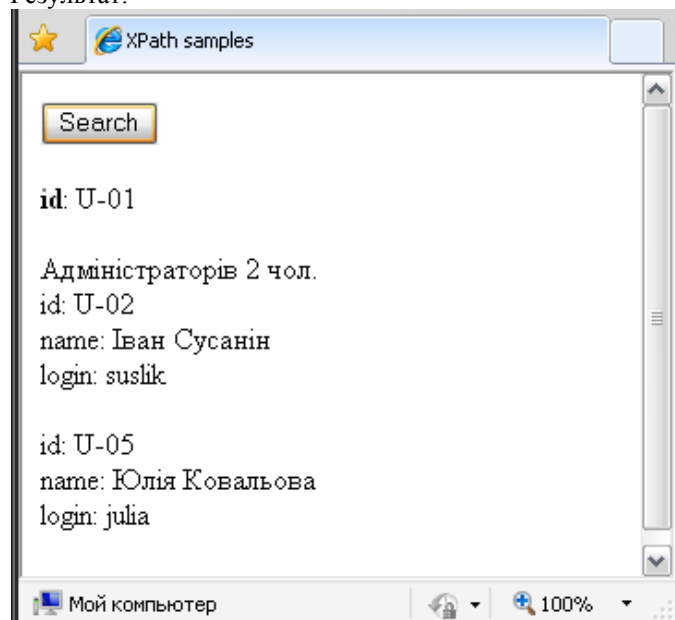 Результат:
XPath samples
Search
id: U-01
Адміністраторів 2 чол.
id: U-02
name: Іван Сусанін
login: suslik
id: U-05
name: Юлія Ковальова
login: julia
Мой компьютер 100%